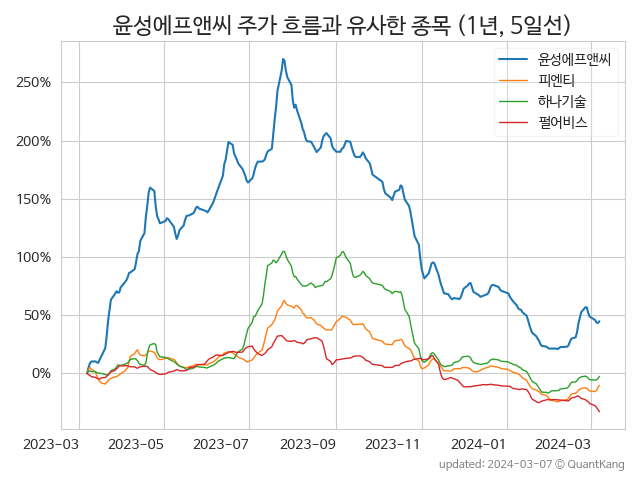 윤성에프앤씨 주가 흐름과 유사한 종목 (1년, 5일선)
윤성에프앤씨
피엔티
하나기술
펄어비스
250%
200%
150%
100%
50%
0%
2023-03 2023-05 2023-07 2023-09 2023-11 2024-01 2024-03
updated: 2024-03-07 © QuantKang